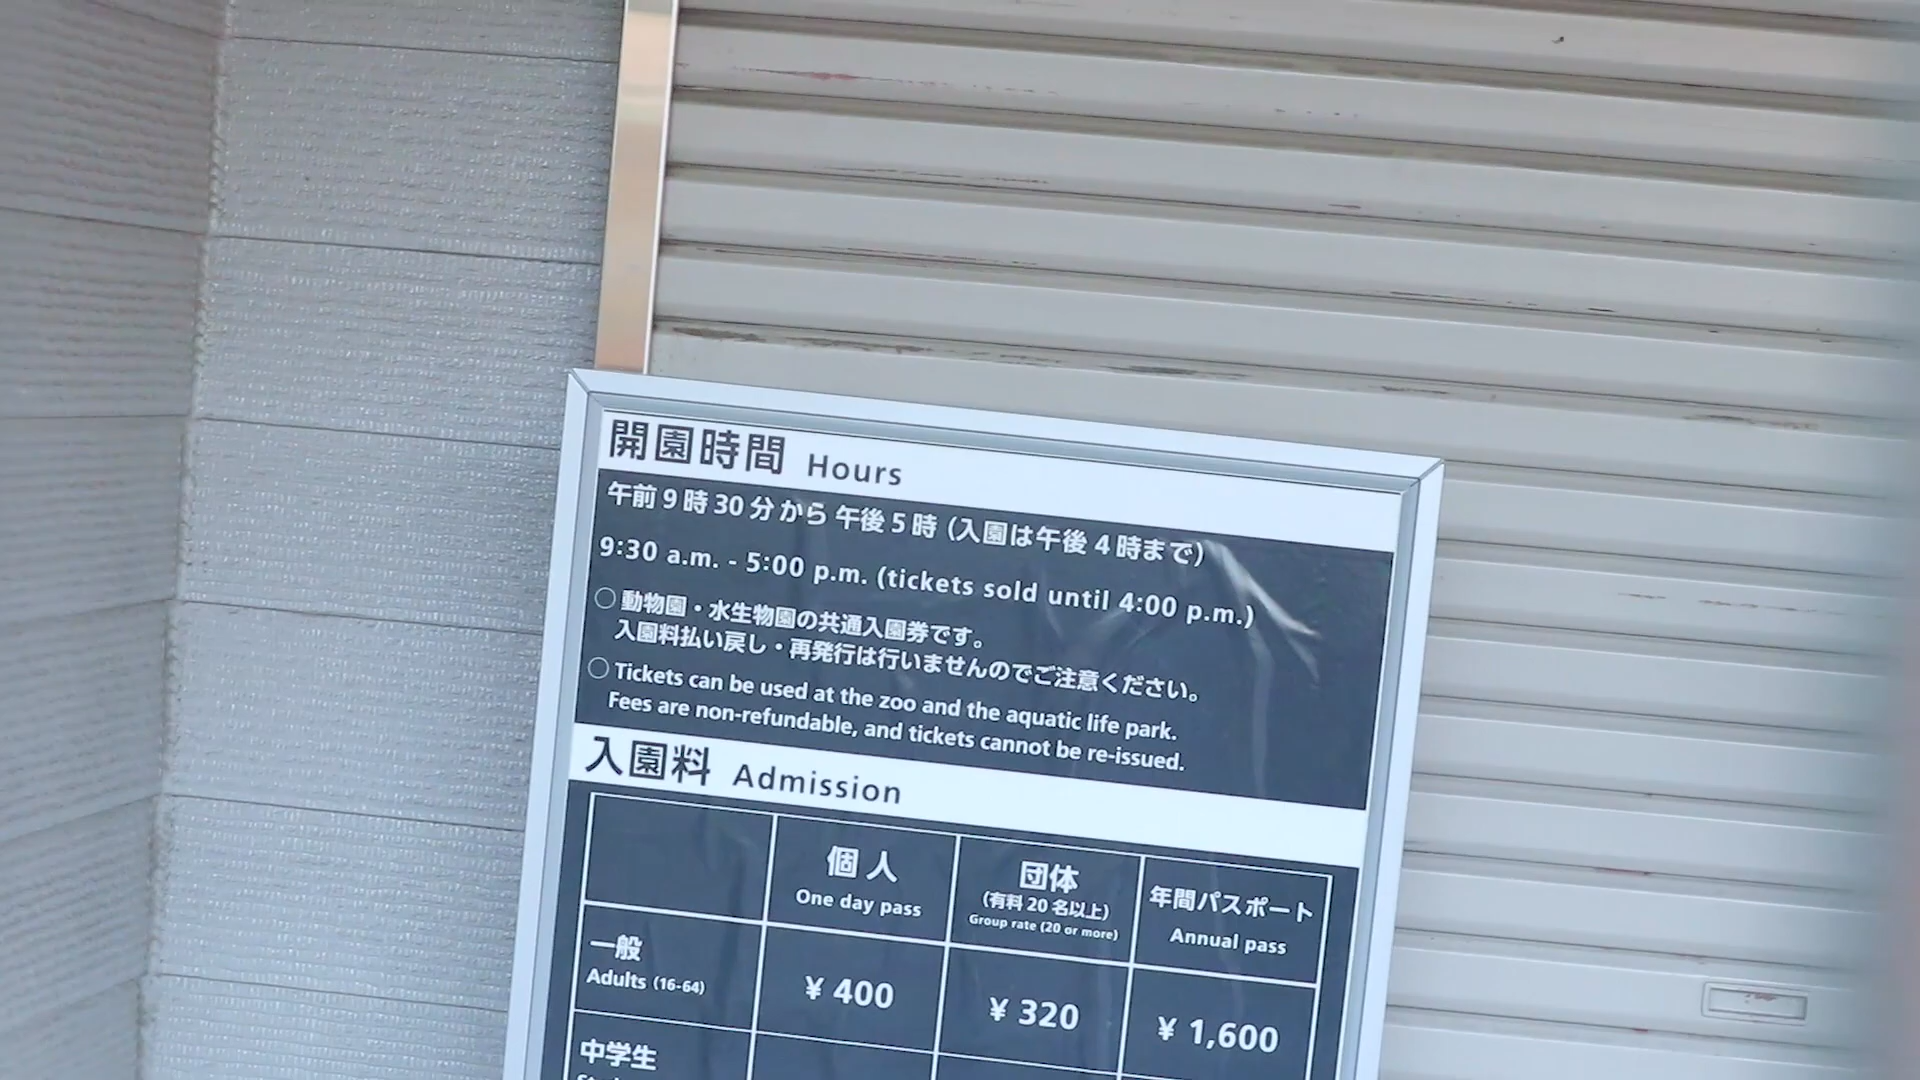 開園時間 Hours
午前9時30分から午後5時(入園は午後4時まで)
9:30 a.m. - 5:00 p.m. (tickets sold until 4:00 p.m.)
○動物園・水生物園の共通入園券です。
入園料払い戻し・再発行は行いませんのでご注意ください。
○Tickets can be used at the zoo and the aquatic life park.
Fees are non-refundable, and tickets cannot be re-issued.
入園料 Admission
個人
One day pass
団体
(有料20名以上)
Group rate (20 or more)
年間パスポート
Annual pass
一般
Adults (16-64)
¥400
¥320
¥1,600
中学生